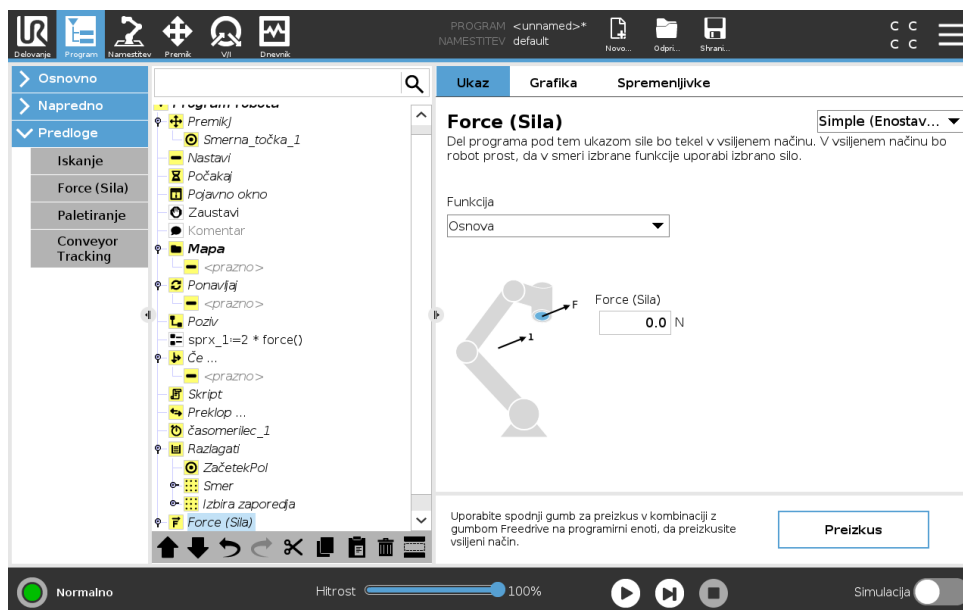 UR
PROGRAM <unnamed>*
NAMESTITEV default
Delovanje
Program
Namestitev
Premik
V/I
Dnevnik
Novo...
Odpri...
Shrani...
C C
C C
Osnovno
Napredno
Predloge
Iskanje
Force (Sila)
Paletiranje
Conveyor
Tracking
Program robota
PremikJ
Smerna_točka_1
Nastavi
Počakaj
Pojavno okno
Zaustavi
Komentar
Mapa
<prazno>
Ponavljaj
<prazno>
Poziv
sprx_1≔2 * force()
Če ...
<prazno>
Skript
Preklop ...
časomerilec_1
Razlagati
ZačetekPol
Smer
Izbira zaporedja
Force (Sila)
Ukaz
Grafika
Spremenljivke
Force (Sila)
Simple (Enostav...
Del programa pod tem ukazom sile bo tekel v vsiljenem načinu. V vsiljenem načinu bo
robot prost, da v smeri izbrane funkcije uporabi izbrano silo.
Funkcija
Osnova
F
1
Force (Sila)
0.0 N
Uporabite spodnji gumb za preizkus v kombinaciji z
gumbom Freedrive na programirni enoti, da preizkusite
vsiljeni način.
Preizkus
Normalno
Hitrost
100%
Simulacija